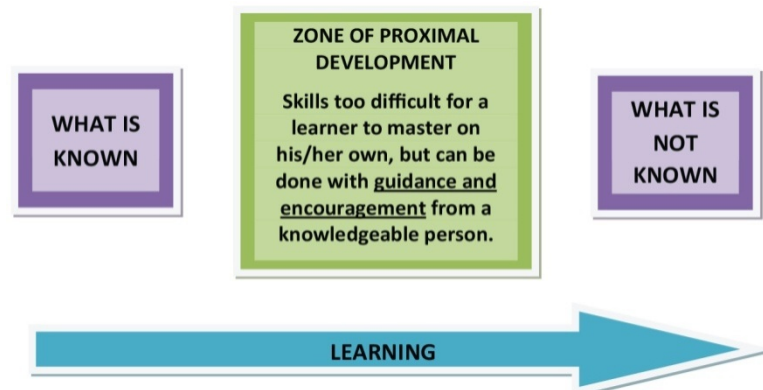 WHAT IS
KNOWN
ZONE OF PROXIMAL
DEVELOPMENT
Skills too difficult for a
learner to master on
his/her own, but can be
done with guidance and
encouragement from a
knowledgeable person.
WHAT IS
NOT
KNOWN
LEARNING